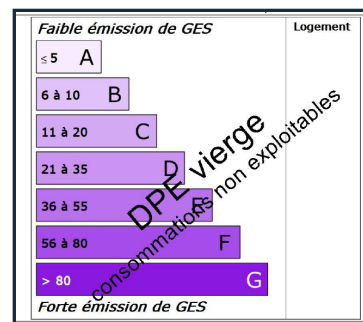 Faible émission de GES
Logement
≤ 5 A
6 à 10 B
11 à 20 C
21 à 35 D
36 à 55 E
56 à 80 F
> 80 G
Forte émission de GES
DPE vierge
-consommations non exploitables